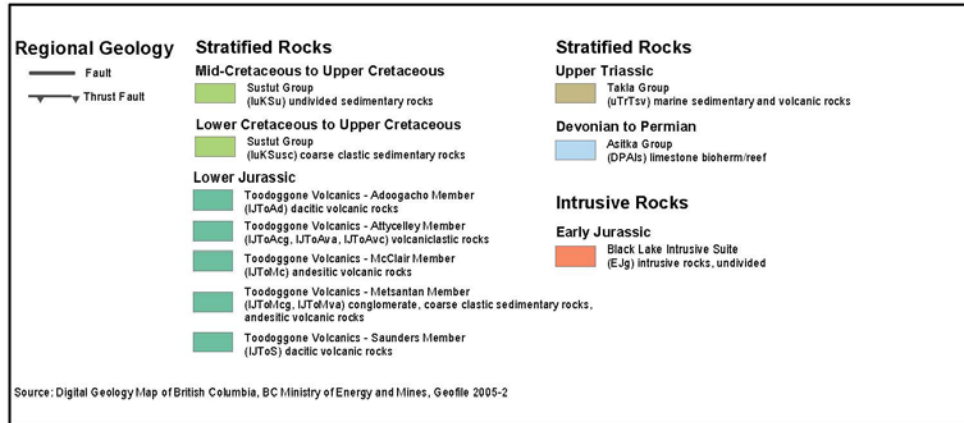 Regional Geology
Fault
Thrust Fault
Stratified Rocks
Mid-Cretaceous to Upper Cretaceous
Sustut Group
(luKSu) undivided sedimentary rocks
Lower Cretaceous to Upper Cretaceous
Sustut Group
(luKSusc) coarse clastic sedimentary rocks
Lower Jurassic
Toodoggone Volcanics - Adoogacho Member
(lJToAd) dacitic volcanic rocks
Toodoggone Volcanics - Attycelley Member
(lJToAcg, lJToAva, lJToAvc) volcaniclastic rocks
Toodoggone Volcanics - McClair Member
(lJToMc) andesitic volcanic rocks
Toodoggone Volcanics - Metsantan Member
(lJToMcg, lJToMva) conglomerate, coarse clastic sedimentary rocks,
andesitic volcanic rocks
Toodoggone Volcanics - Saunders Member
(lJToS) dacitic volcanic rocks
Stratified Rocks
Upper Triassic
Takla Group
(uTrTsv) marine sedimentary and volcanic rocks
Devonian to Permian
Asitka Group
(DPAls) limestone bioherm/reef
Intrusive Rocks
Early Jurassic
Black Lake Intrusive Suite
(EJg) intrusive rocks, undivided
Source: Digital Geology Map of British Columbia, BC Ministry of Energy and Mines, Geofile 2005-2